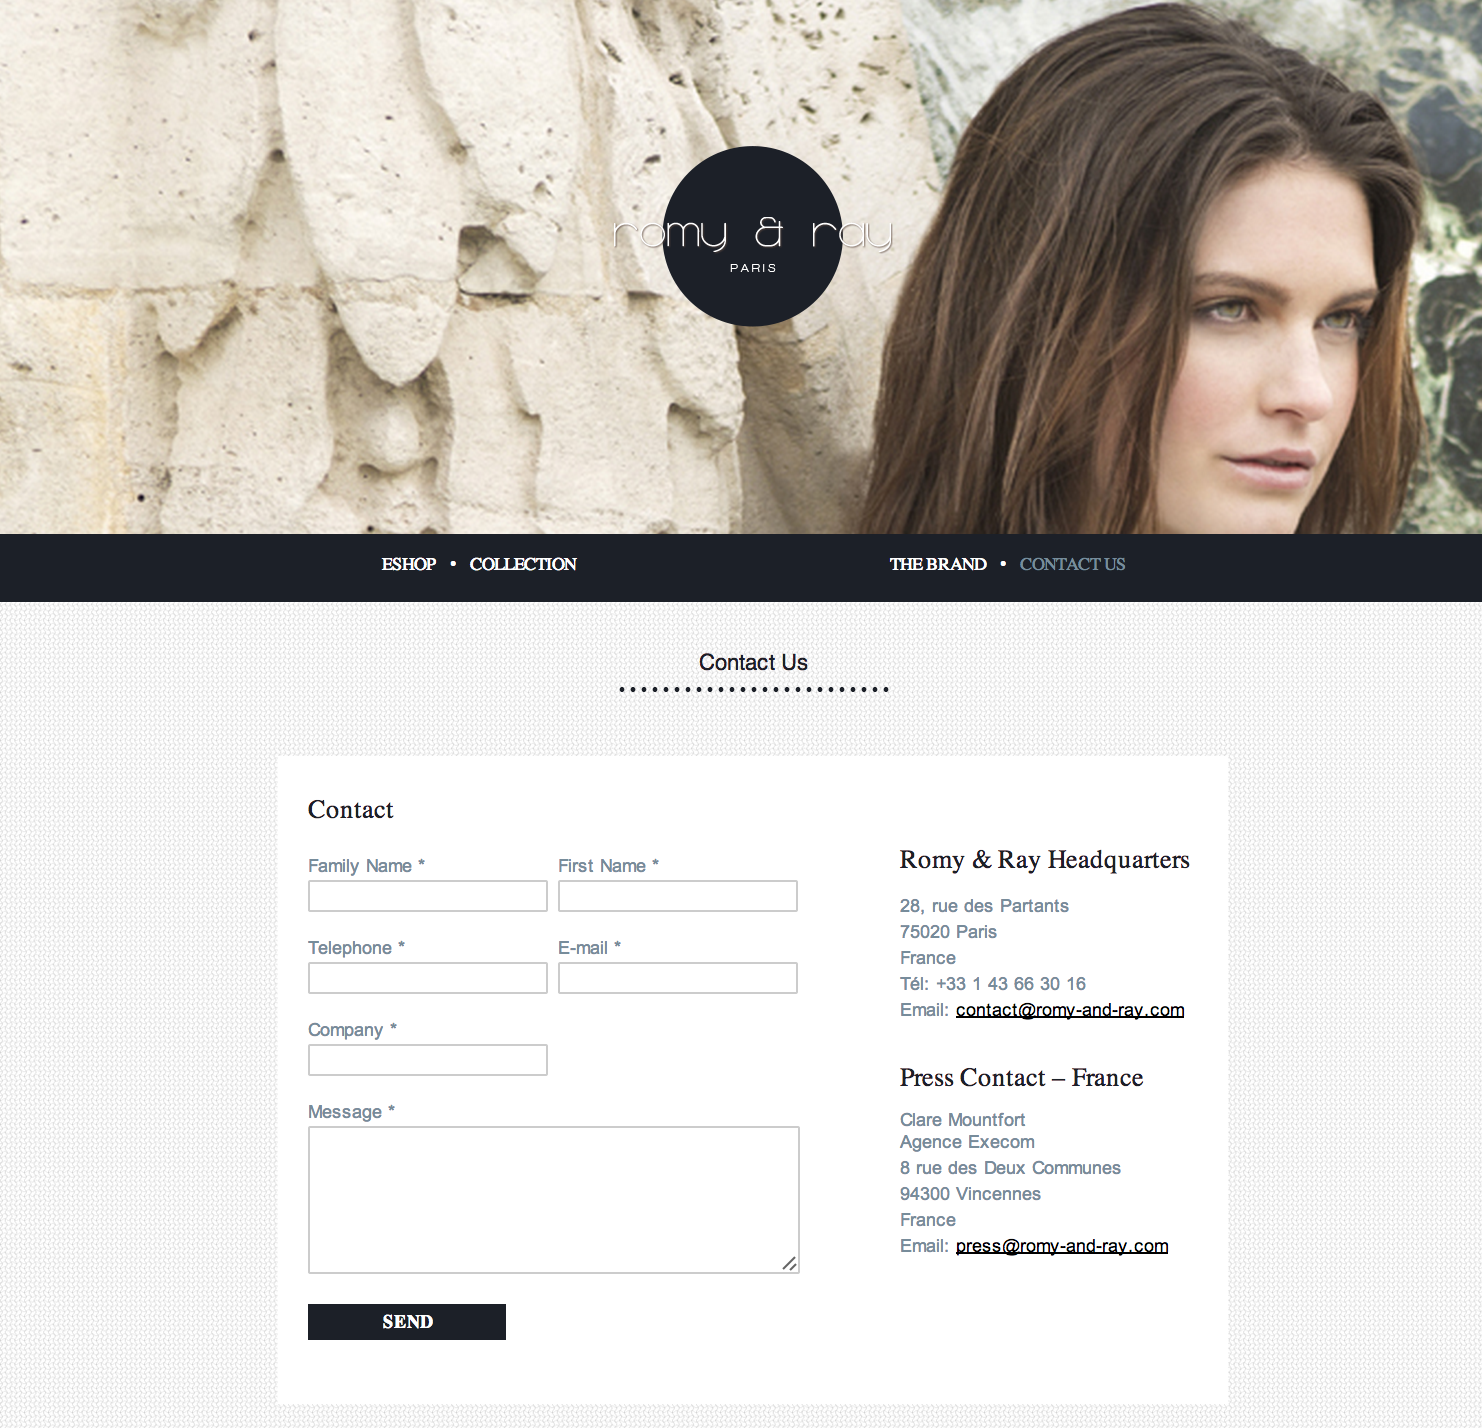 romy & ray
PARIS
ESHOP • COLLECTION
THE BRAND • CONTACT US
Contact Us
Contact
Family Name *
First Name *
Telephone *
E-mail *
Company *
Message *
SEND
Romy & Ray Headquarters
28, rue des Partants
75020 Paris
France
Tél: +33 1 43 66 30 16
Email: contact@romy-and-ray.com
Press Contact – France
Clare Mountfort
Agence Execom
8 rue des Deux Communes
94300 Vincennes
France
Email: press@romy-and-ray.com